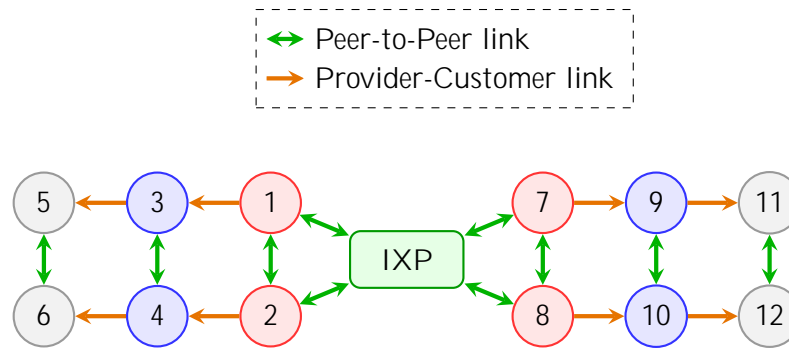 Peer-to-Peer link
Provider-Customer link
5 3 1 7 9 11
IXP
6 4 2 8 10 12